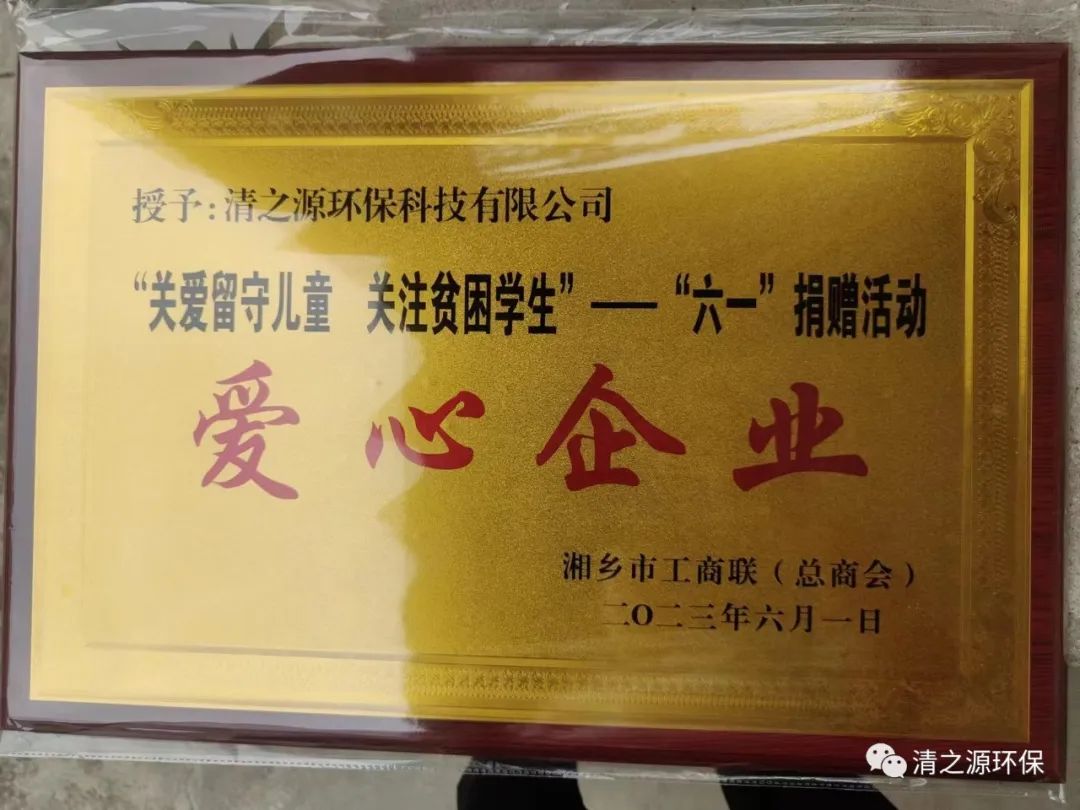 授予:清之源环保科技有限公司
“关爱留守儿童 关注贫困学生”——“六一”捐赠活动
爱心企业
湘乡市工商联(总商会)
二〇二三年六月一日
清之源环保